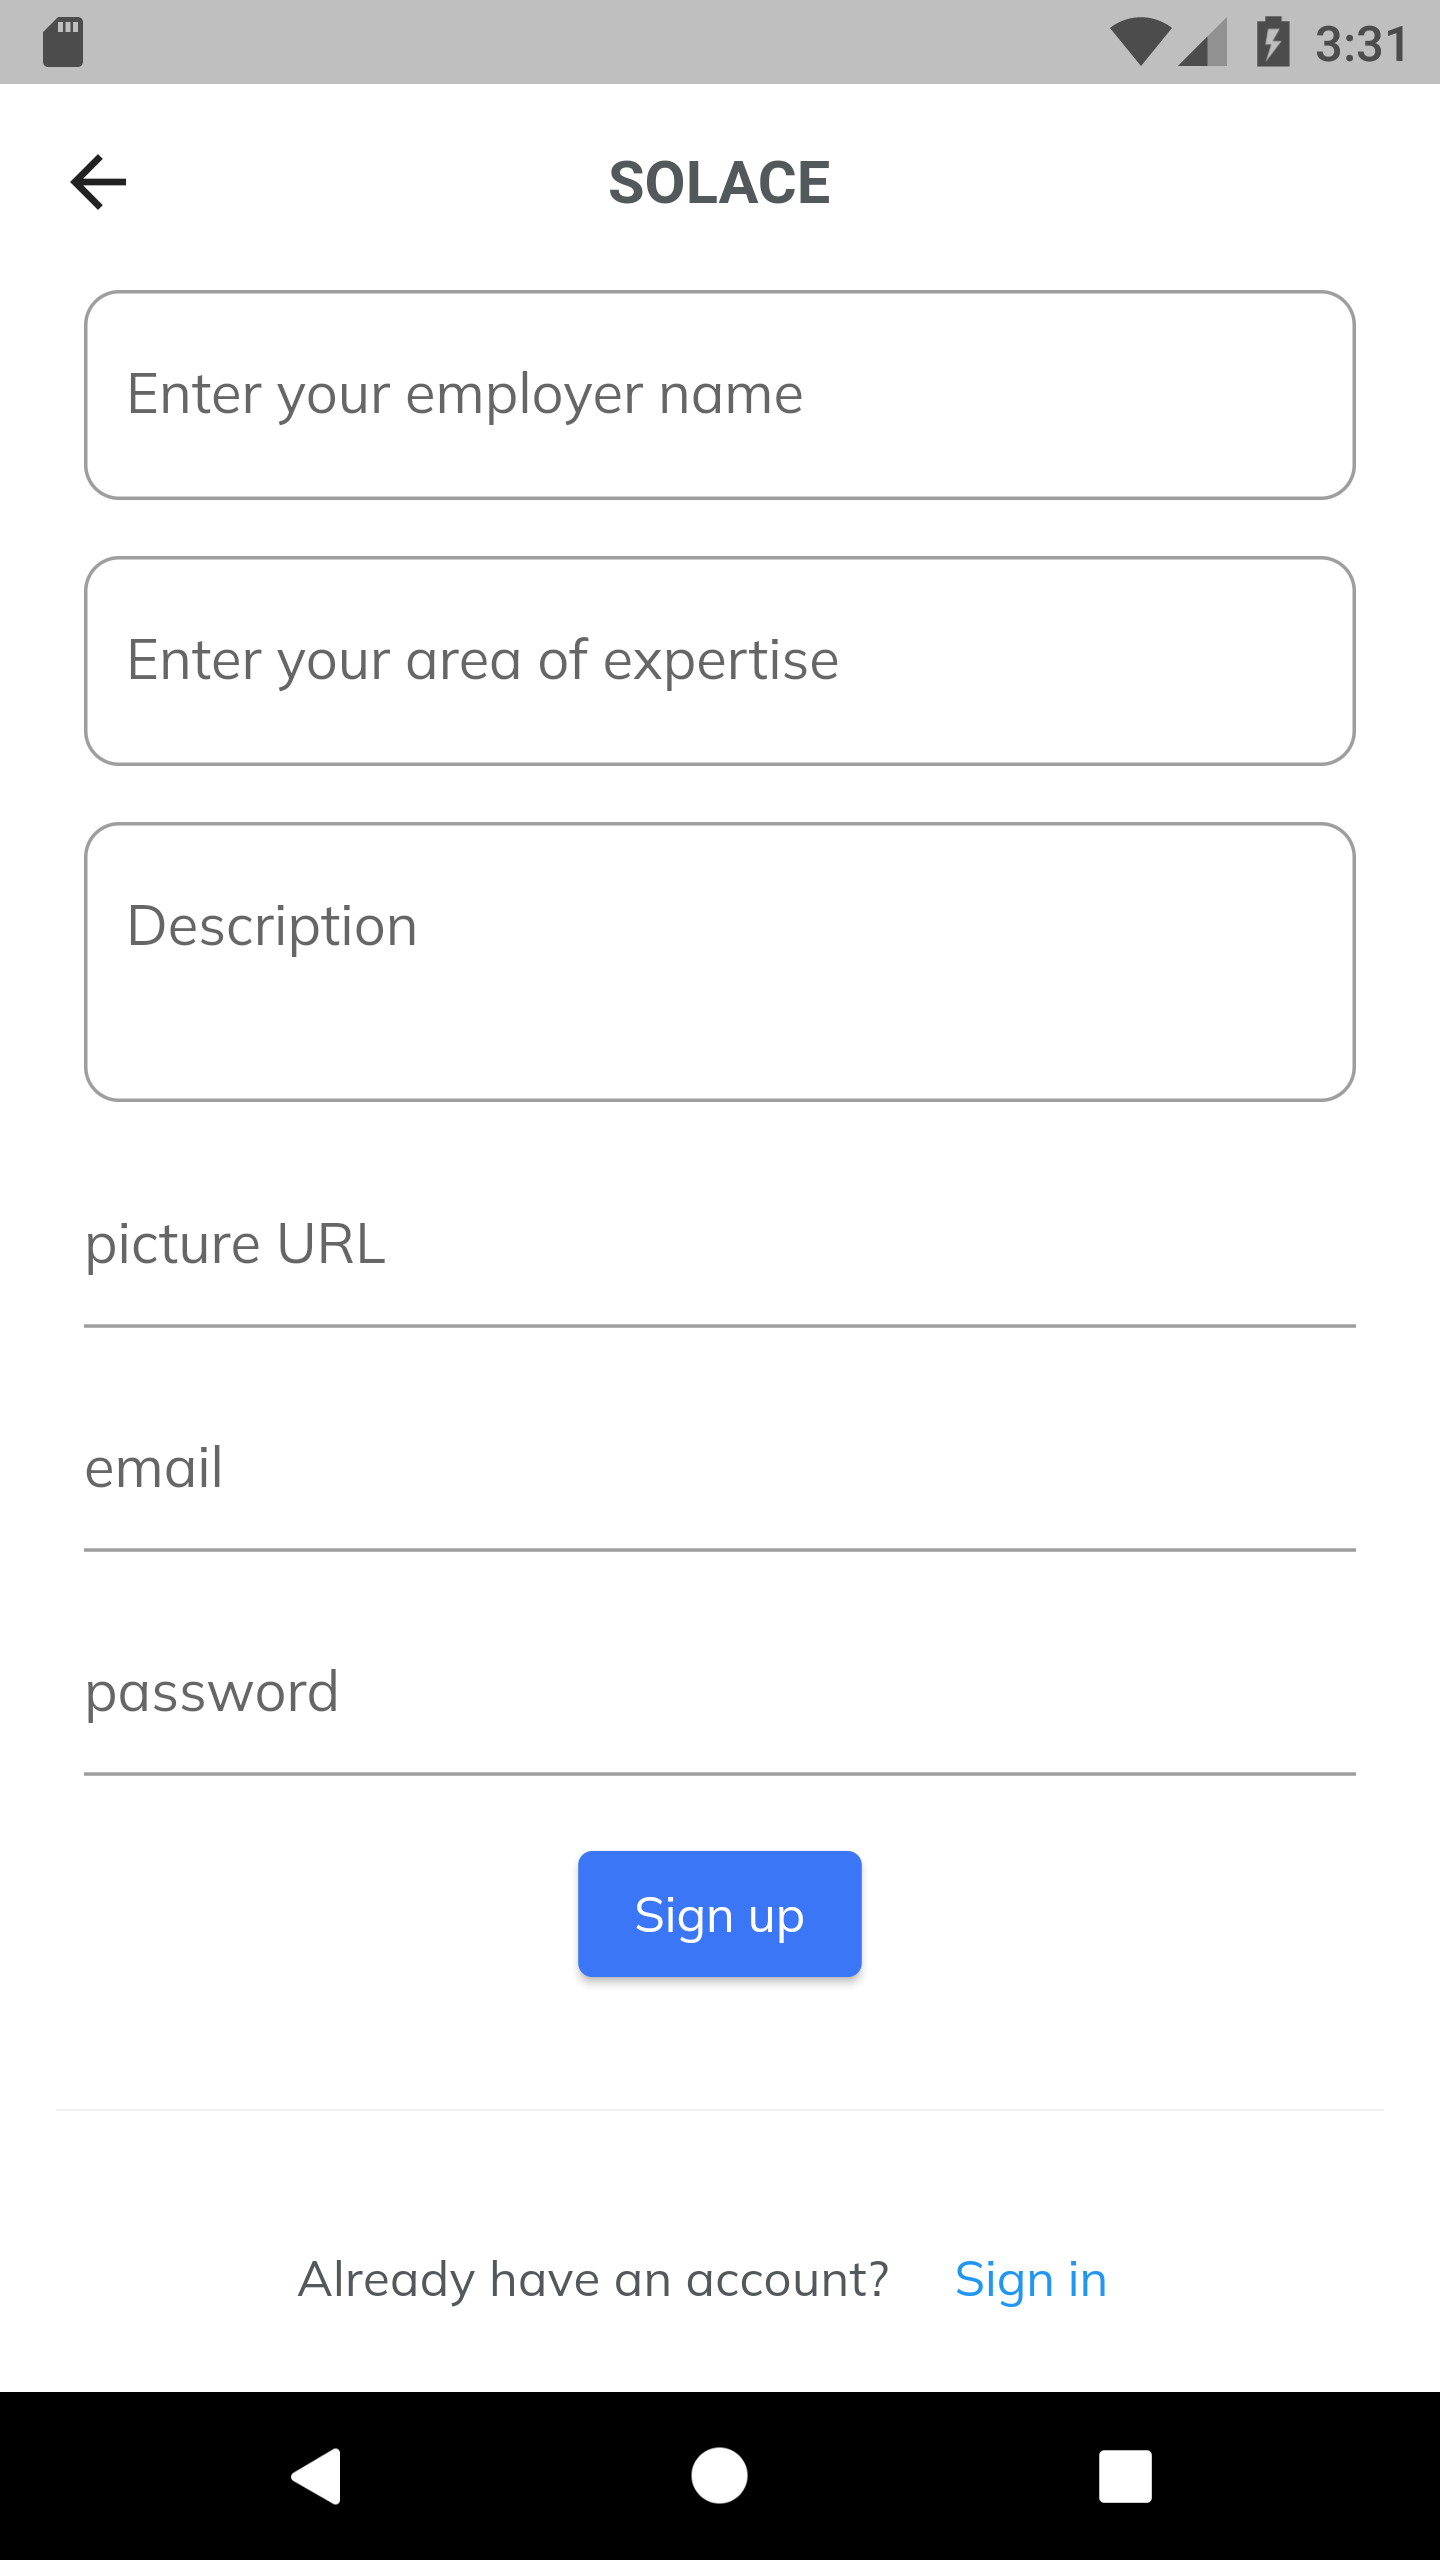 3:31
SOLACE
Enter your employer name
Enter your area of expertise
Description
picture URL
email
password
Sign up
Already have an account? Sign in